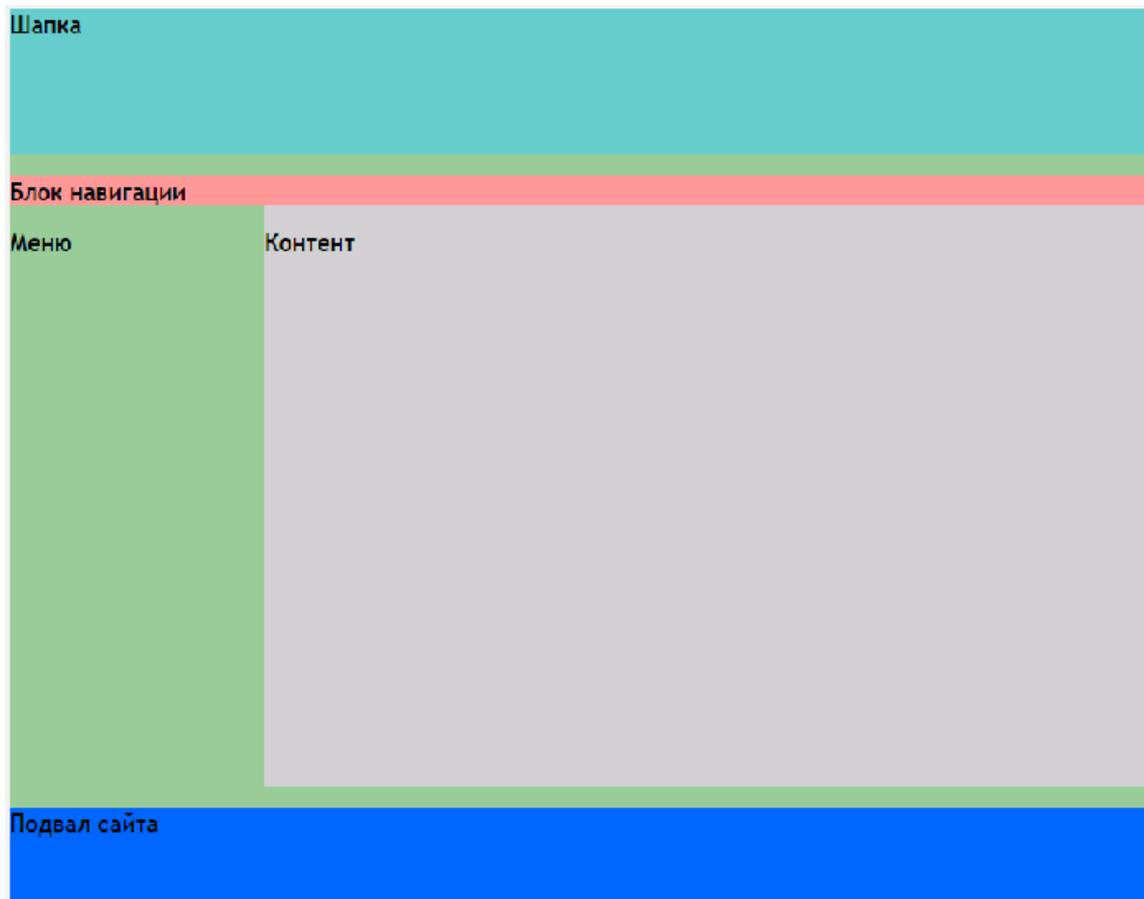 Шапка
Блок навигации
Меню
Контент
Подвал сайта